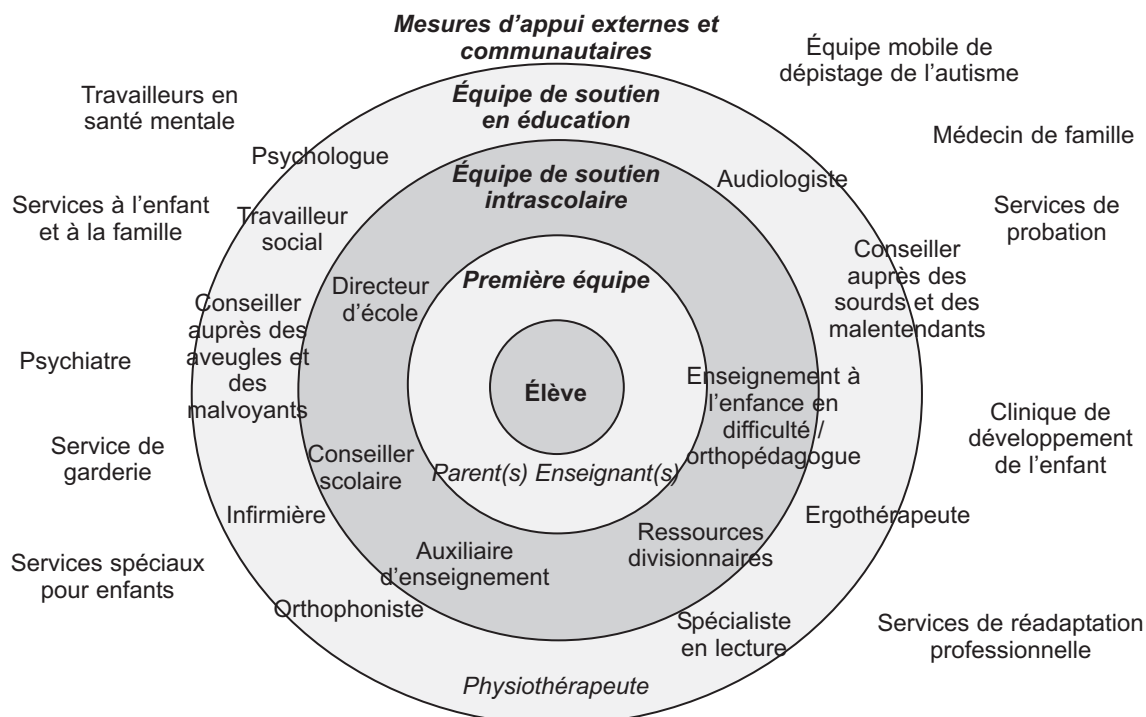 Mesures d'appui externes et
communautaires
Équipe mobile de
dépistage de l'autisme
Travailleurs en
santé mentale
Équipe de soutien
en éducation
Médecin de famille
Psychologue
Équipe de soutien
intrascolaire
Audiologiste
Services à l'enfant
et à la famille
Travailleur
social
Services de
probation
Conseiller
auprès des
sourds et des
malentendants
Directeur
d'école
Première équipe
Conseiller
auprès des
aveugles et
des
malvoyants
Psychiatre
Élève
Enseignement à
l'enfance en
difficulté /
orthopédagogue
Clinique de
développement
de l'enfant
Service de
garderie
Conseiller
scolaire
Parent(s) Enseignant(s)
Infirmière
Ergothérapeute
Auxiliaire
d'enseignement
Ressources
divisionnaires
Services spéciaux
pour enfants
Orthophoniste
Spécialiste
en lecture
Services de réadaptation
professionnelle
Physiothérapeute